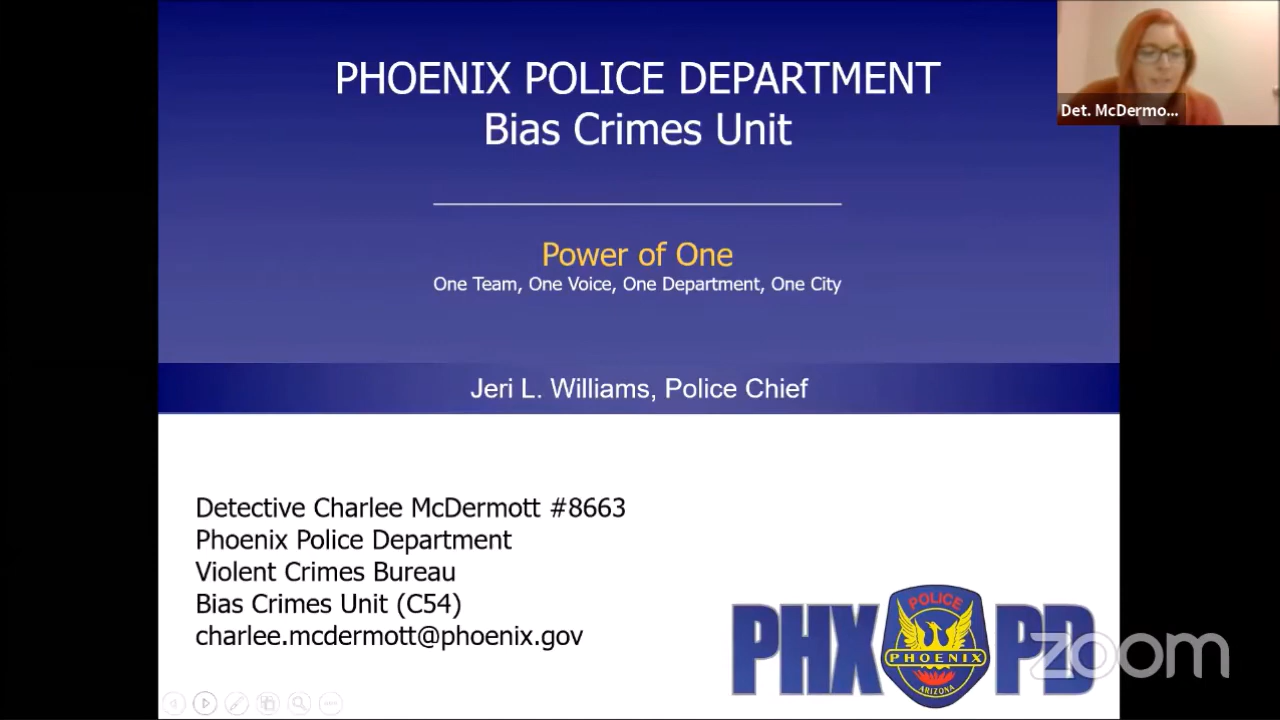 PHOENIX POLICE DEPARTMENT
Bias Crimes Unit
Det. McDermo...
Power of One
One Team, One Voice, One Department, One City
Jeri L. Williams, Police Chief
Detective Charlee McDermott #8663
Phoenix Police Department
Violent Crimes Bureau
Bias Crimes Unit (C54)
charlee.mcdermott@phoenix.gov
PHX PD
POLICE
PHOENIX
ARIZONA
zoom